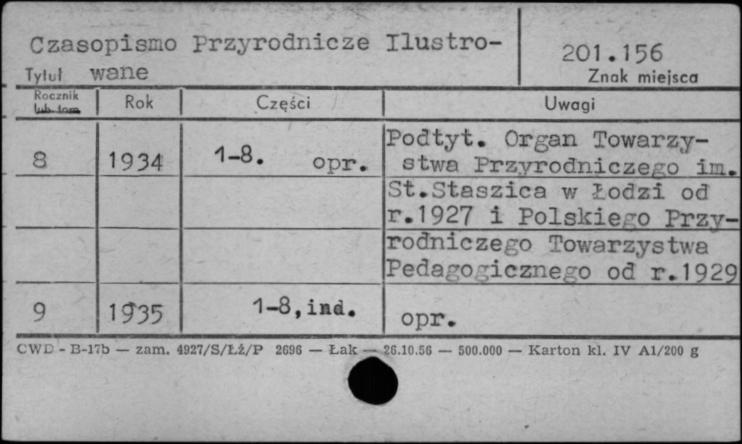 Czasopismo Przyrodnicze Ilustro-
201.156
Tytuł wane
Znak miejsca
Rocznik lub tom Rok Części Uwagi
8 1934 1-8. opr. Podtyt. Organ Towarzy-
stwa Przyrodniczego im.
St.Staszica w Łodzi od
r.1927 i Polskiego Przy-
rodniczego Towarzystwa
Pedagogicznego od r.1929
9 1935 1-8,ind. opr.
CWD - B-17b — zam. 4927/S/Łż/P 2696 — Łak — 26.10.56 — 500.000 — Karton kl. IV A1/200 g